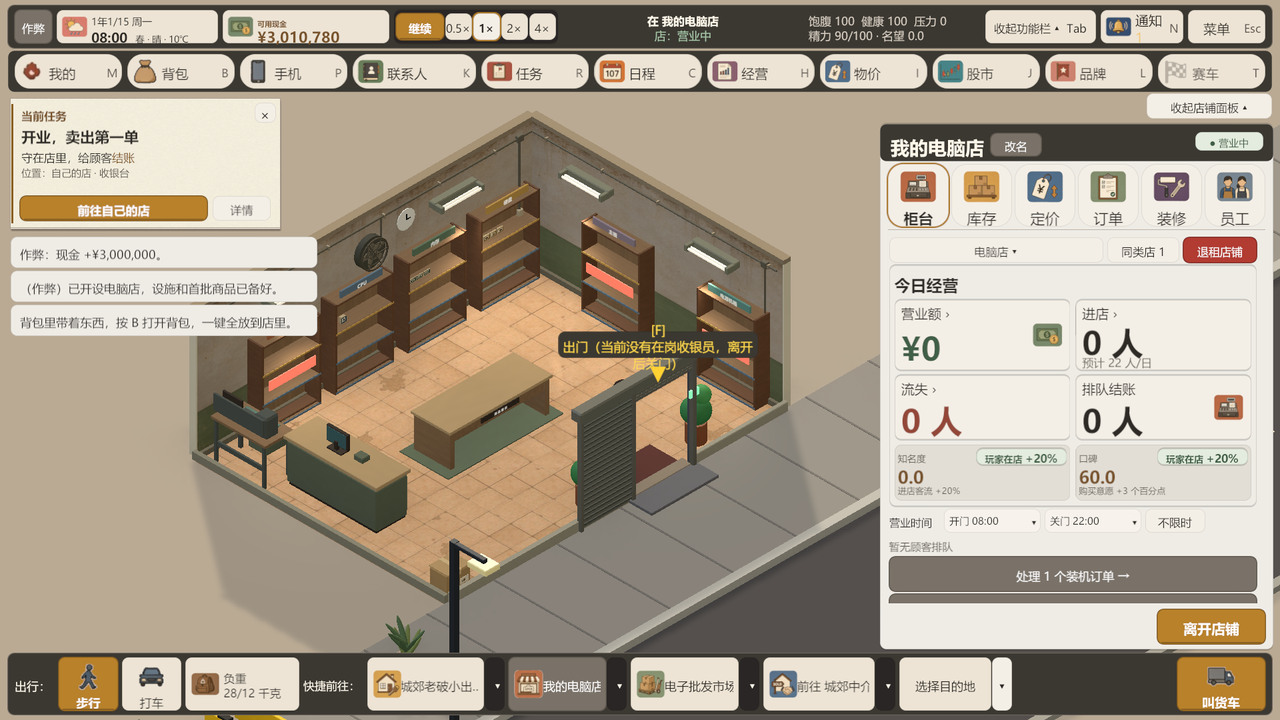 作弊
1年1/15 周一
08:00 春 · 晴 · 10℃
可用现金
¥3,010,780
继续
0.5×
1×
2×
4×
在 我的电脑店
店：营业中
饱腹 100 健康 100 压力 0
精力 90/100 · 名望 0.0
收起功能栏 ▴ Tab
通知
1
N
菜单 Esc
我的 M
背包 B
手机 P
联系人 K
任务 R
107
日程 C
经营 H
物价 I
股市 J
品牌 L
赛车 T
收起店铺面板 ▴
当前任务
×
开业，卖出第一单
守在店里，给顾客结账
位置：自己的店 · 收银台
前往自己的店
详情
作弊：现金 +¥3,000,000。
（作弊）已开设电脑店，设施和首批商品已备好。
背包里带着东西，按 B 打开背包，一键全放到店里。
CPU
[F]
出门（当前没有在岗收银员，离开
后关门）
我的电脑店
改名
● 营业中
柜台
库存
定价
订单
装修
员工
电脑店 ▾
同类店 1
退租店铺
今日经营
营业额 ›
¥0
进店 ›
0 人
预计 22 人/日
流失 ›
0 人
排队结账
0 人
知名度
玩家在店 +20%
0.0
进店客流 +20%
口碑
玩家在店 +20%
60.0
购买意愿 +3 个百分点
营业时间
开门 08:00 ▾
关门 22:00 ▾
不限时
暂无顾客排队
处理 1 个装机订单 →
离开店铺
出行：
步行
打车
负重
28/12 千克
快捷前往：
城郊老破小出.. ▾
我的电脑店 ▾
电子批发市场 ▾
前往 城郊中介 ▾
选择目的地 ▾
叫货车